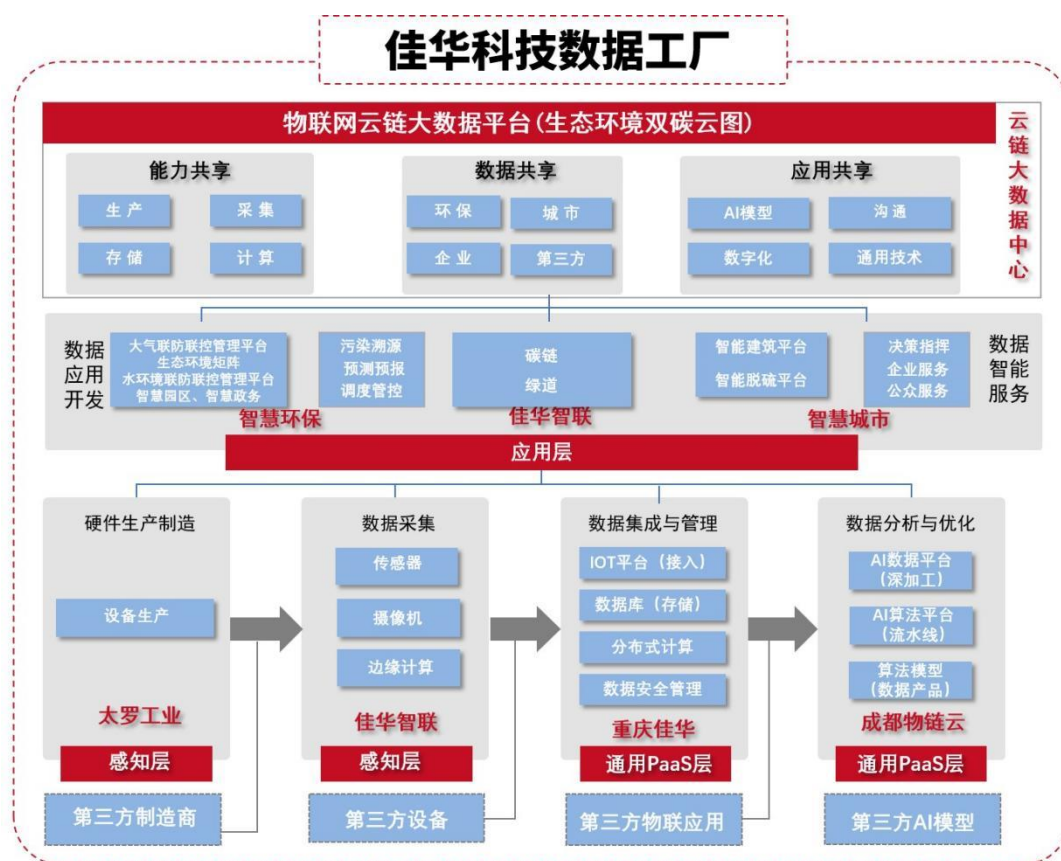 佳华科技数据工厂
物联网云链大数据平台(生态环境双碳云图)
云链大数据中心
能力共享
生产
采集
存储
计算
数据共享
环保
城市
企业
第三方
应用共享
AI模型
沟通
数字化
通用技术
数据
应用
开发
大气联防联控管理平台
生态环境矩阵
水环境联防联控管理平台
智慧园区、智慧政务
污染溯源
预测预报
调度管控
智慧环保
碳链
绿道
佳华智联
智能建筑平台
智能脱硫平台
决策指挥
企业服务
公众服务
智慧城市
数据
智能
服务
应用层
硬件生产制造
设备生产
太罗工业
感知层
第三方制造商
数据采集
传感器
摄像机
边缘计算
佳华智联
感知层
第三方设备
数据集成与管理
IOT平台（接入）
数据库（存储）
分布式计算
数据安全管理
重庆佳华
通用PaaS层
第三方物联应用
数据分析与优化
AI数据平台
(深加工)
AI算法平台
(流水线)
算法模型
(数据产品)
成都物链云
通用PaaS层
第三方AI模型